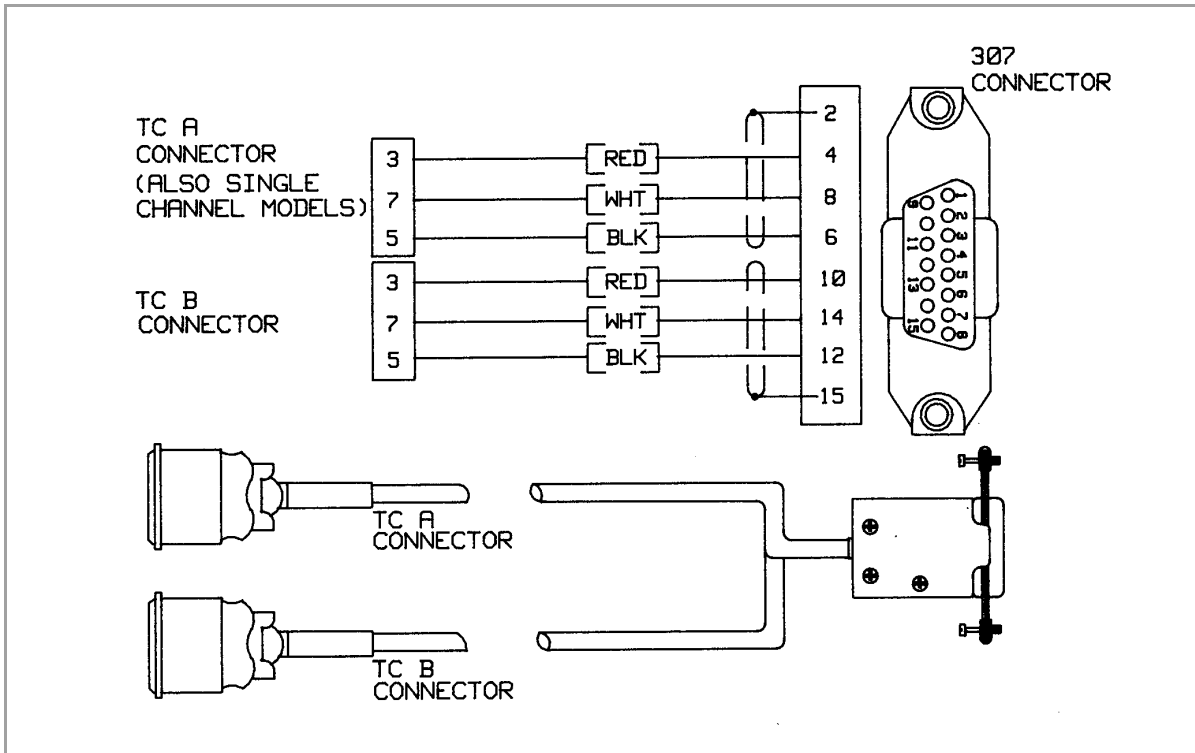 307
CONNECTOR
TC A
CONNECTOR
(ALSO SINGLE
CHANNEL MODELS)
2
3 RED 4
7 WHT 8
5 BLK 6
TC B
CONNECTOR
3 RED 10
7 WHT 14
5 BLK 12
15
9 1
2
11 3
4
13 5
6
15 7
8
TC A
CONNECTOR
TC B
CONNECTOR